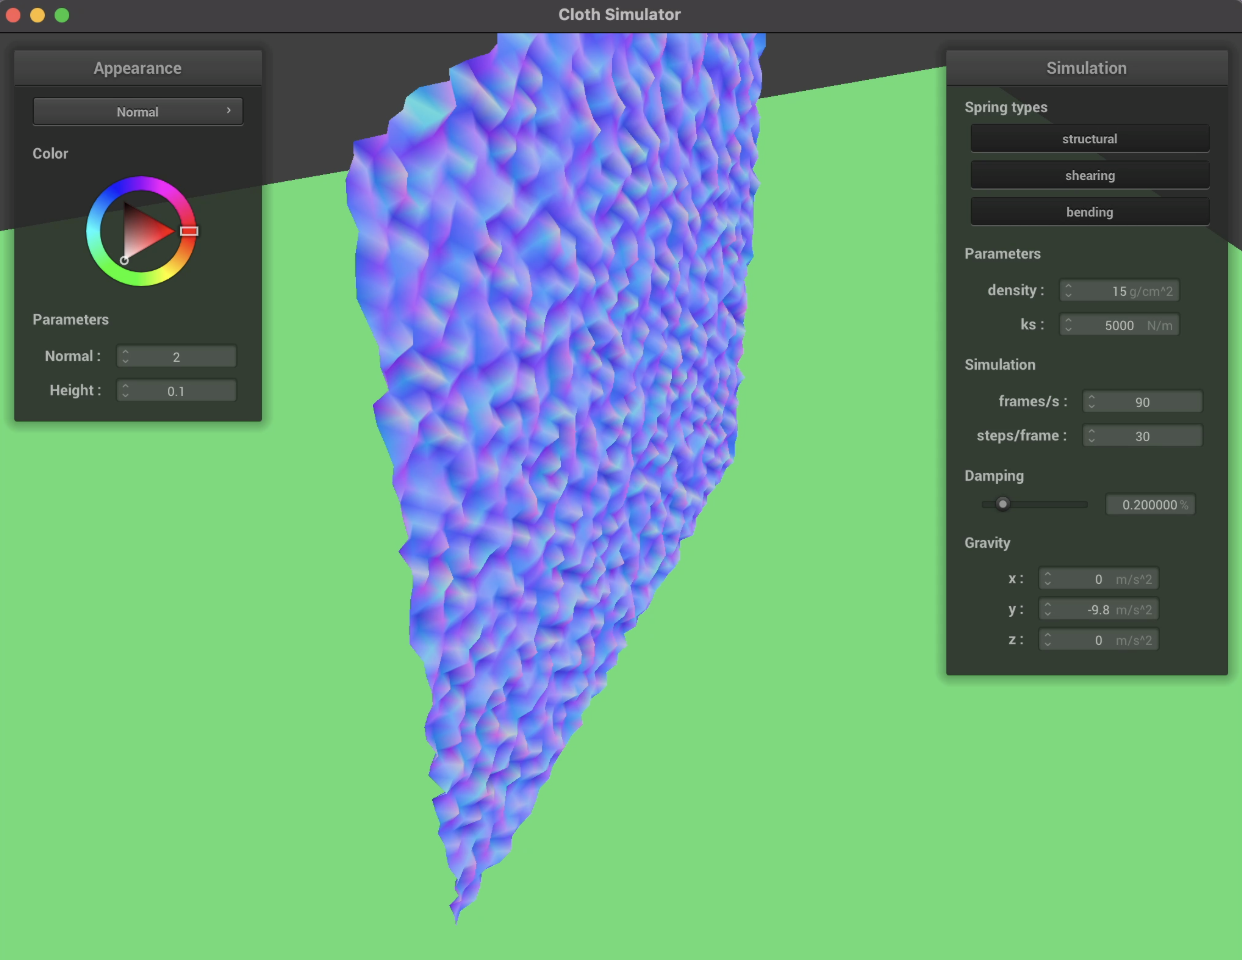 Cloth Simulator
Appearance
Normal
Color
Parameters
Normal : 2
Height : 0.1
Simulation
Spring types
structural
shearing
bending
Parameters
density : 15 g/cm^2
ks : 5000 N/m
Simulation
frames/s : 90
steps/frame : 30
Damping
0.200000 %
Gravity
x : 0 m/s^2
y : -9.8 m/s^2
z : 0 m/s^2